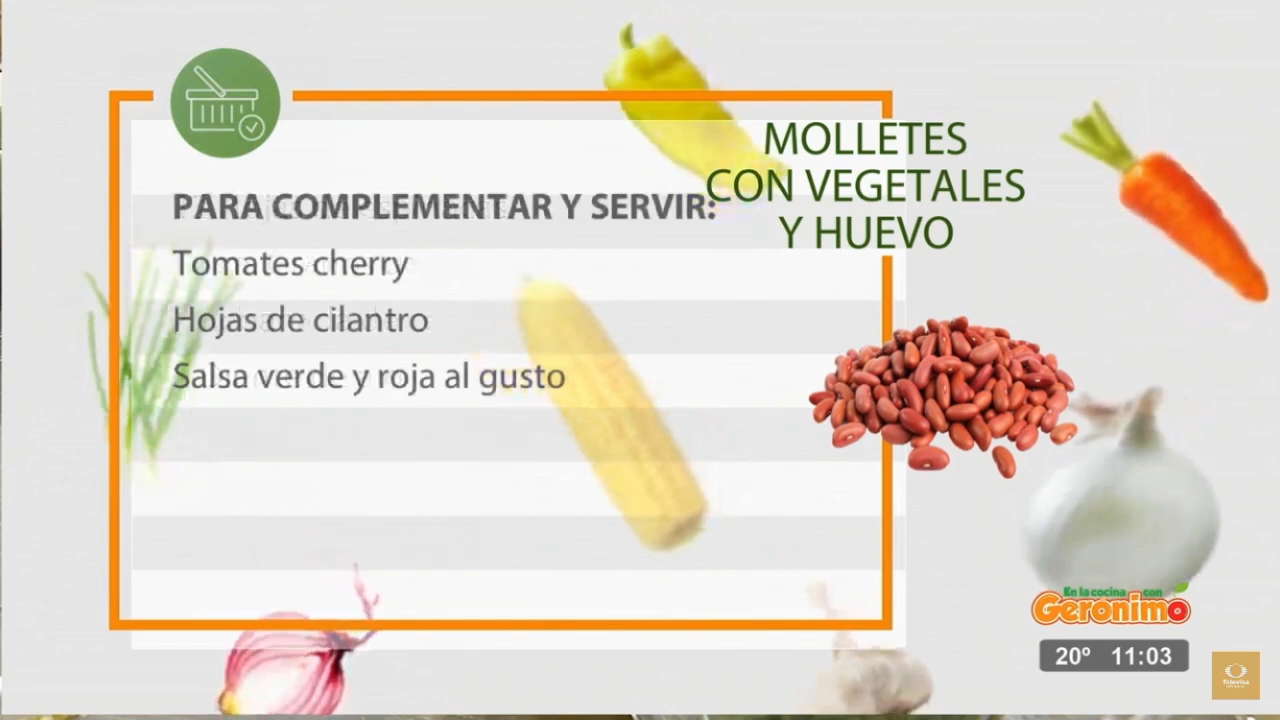 MOLLETES
CON VEGETALES
Y HUEVO
PARA COMPLEMENTAR Y SERVIR:
Tomates cherry
Hojas de cilantro
Salsa verde y roja al gusto
En la cocina con
Geronimo
20° 11:03
Televisa